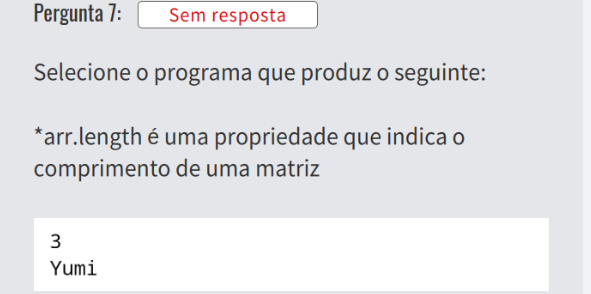 Pergunta 7: Sem resposta
Selecione o programa que produz o seguinte:
*arr.length é uma propriedade que indica o
comprimento de uma matriz
3
Yumi